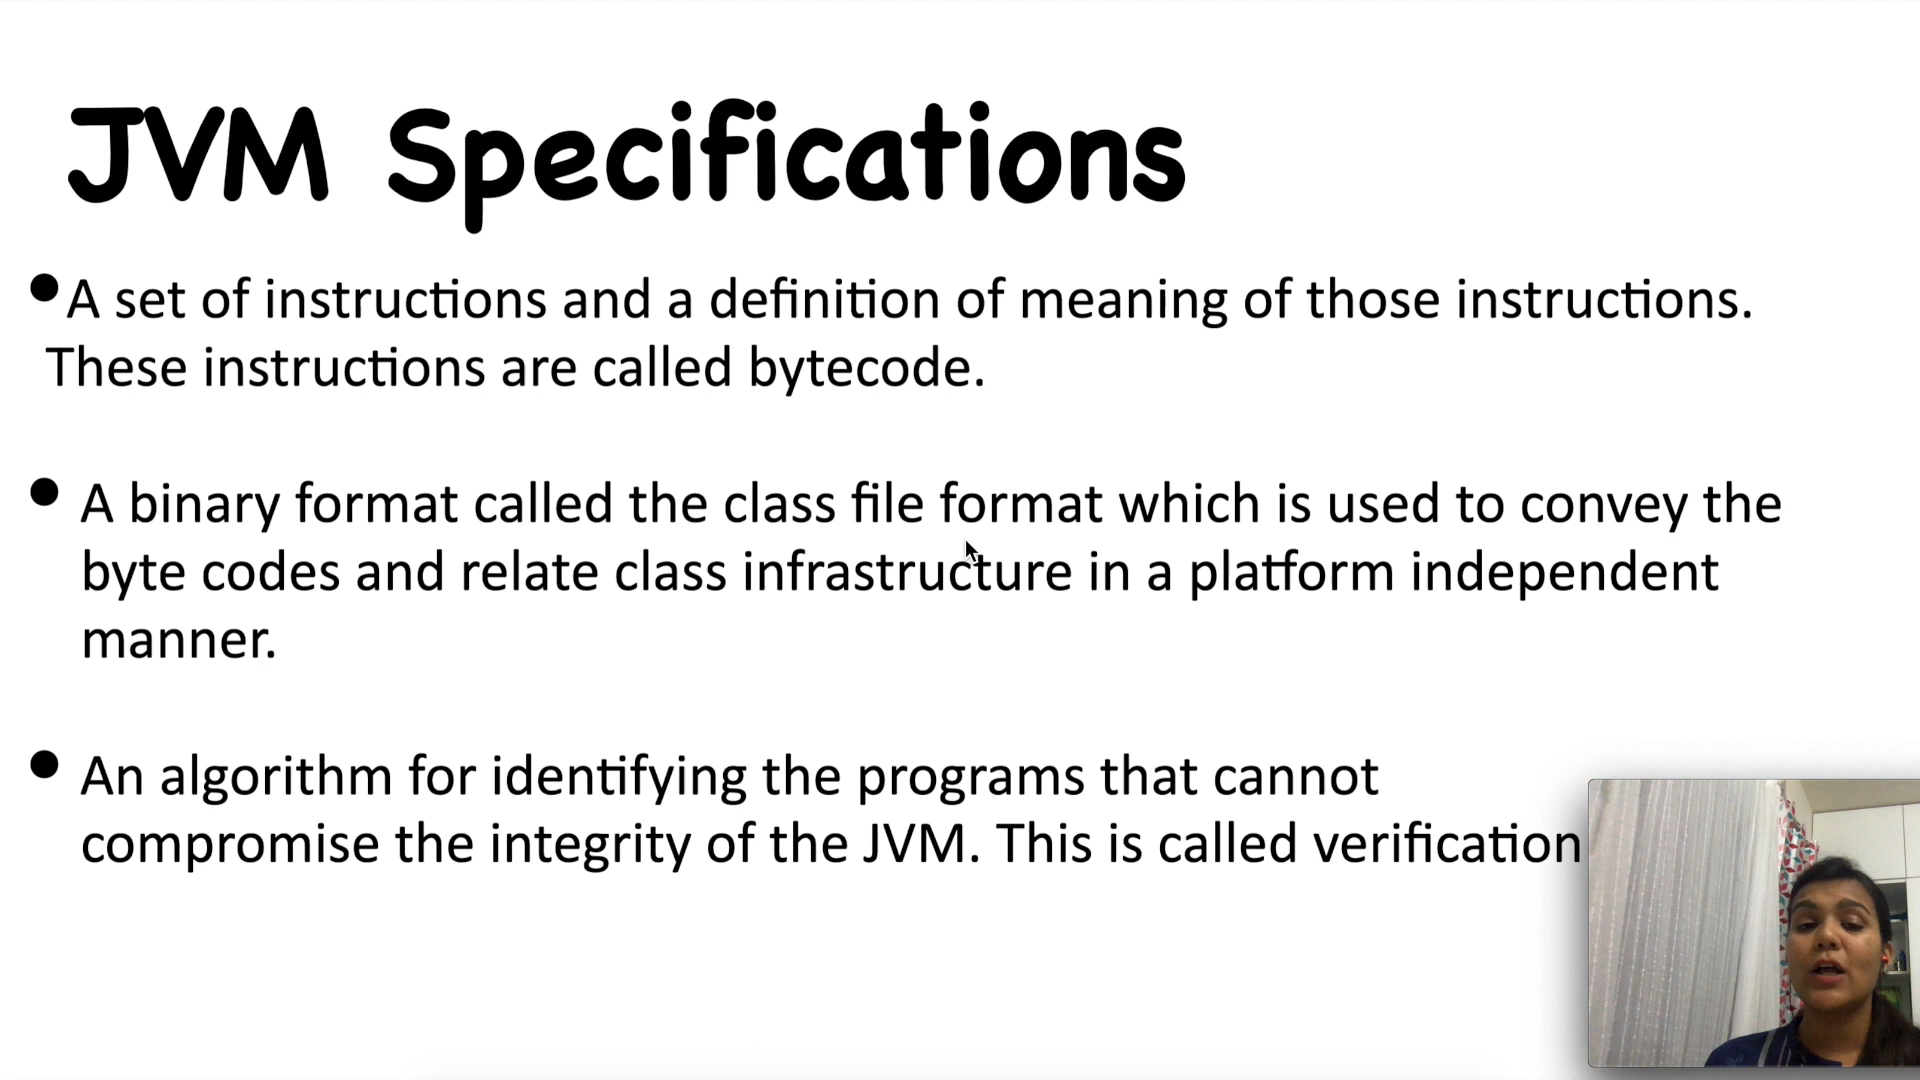 JVM Specifications
•A set of instructions and a definition of meaning of those instructions.
These instructions are called bytecode.
• A binary format called the class file format which is used to convey the
byte codes and relate class infrastructure in a platform independent
manner.
• An algorithm for identifying the programs that cannot
compromise the integrity of the JVM. This is called verification